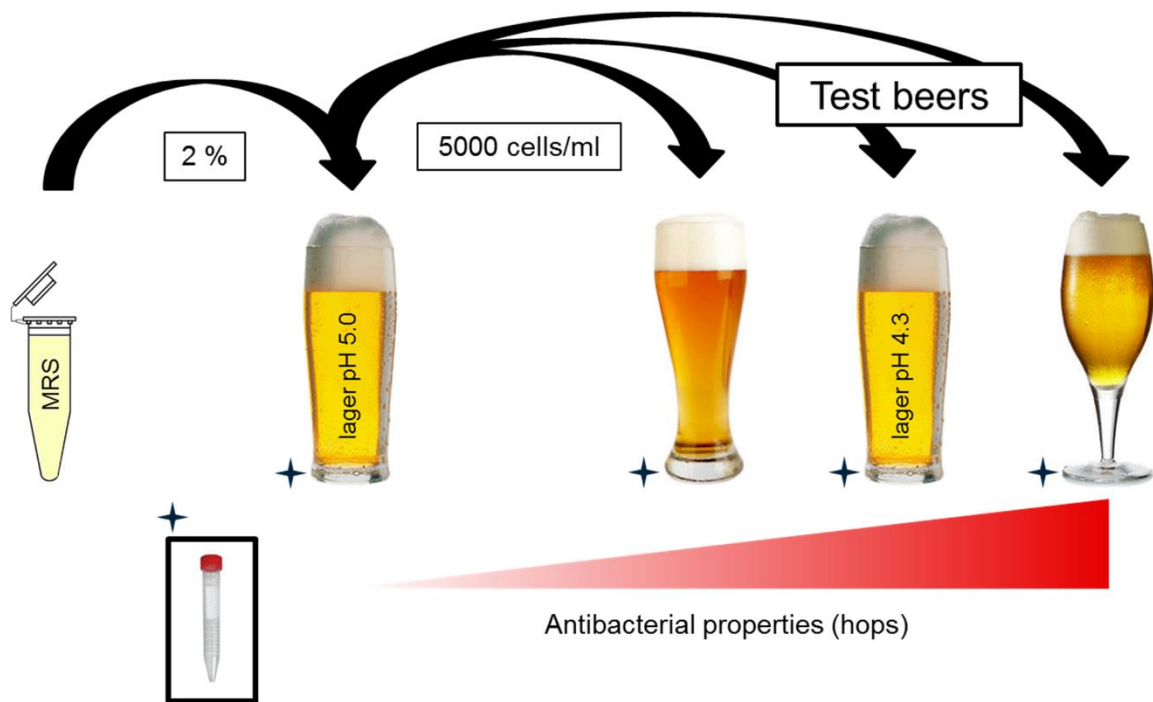 Test beers
2 %
5000 cells/ml
MRS
lager pH 5.0
lager pH 4.3
Antibacterial properties (hops)